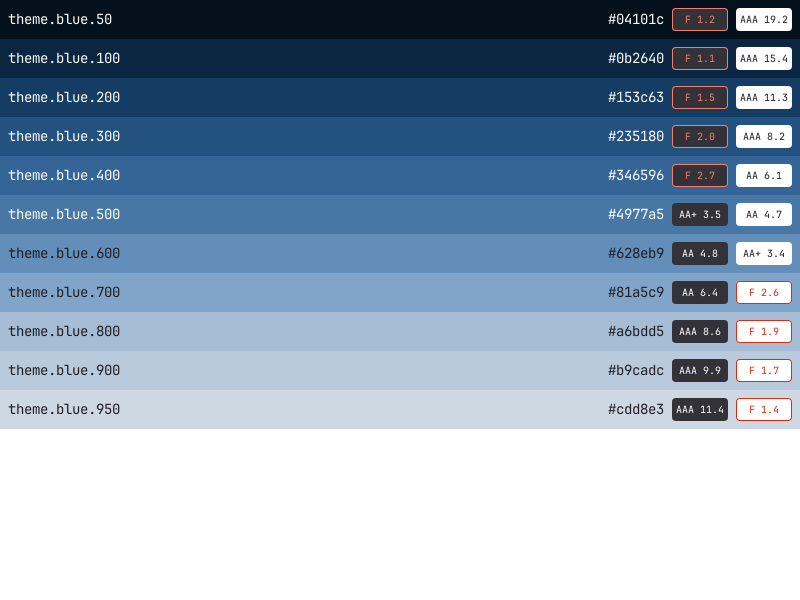 theme.blue.50 #04101c F 1.2 AAA 19.2
theme.blue.100 #0b2640 F 1.1 AAA 15.4
theme.blue.200 #153c63 F 1.5 AAA 11.3
theme.blue.300 #235180 F 2.0 AAA 8.2
theme.blue.400 #346596 F 2.7 AA 6.1
theme.blue.500 #4977a5 AA+ 3.5 AA 4.7
theme.blue.600 #628eb9 AA 4.8 AA+ 3.4
theme.blue.700 #81a5c9 AA 6.4 F 2.6
theme.blue.800 #a6bdd5 AAA 8.6 F 1.9
theme.blue.900 #b9cadc AAA 9.9 F 1.7
theme.blue.950 #cdd8e3 AAA 11.4 F 1.4